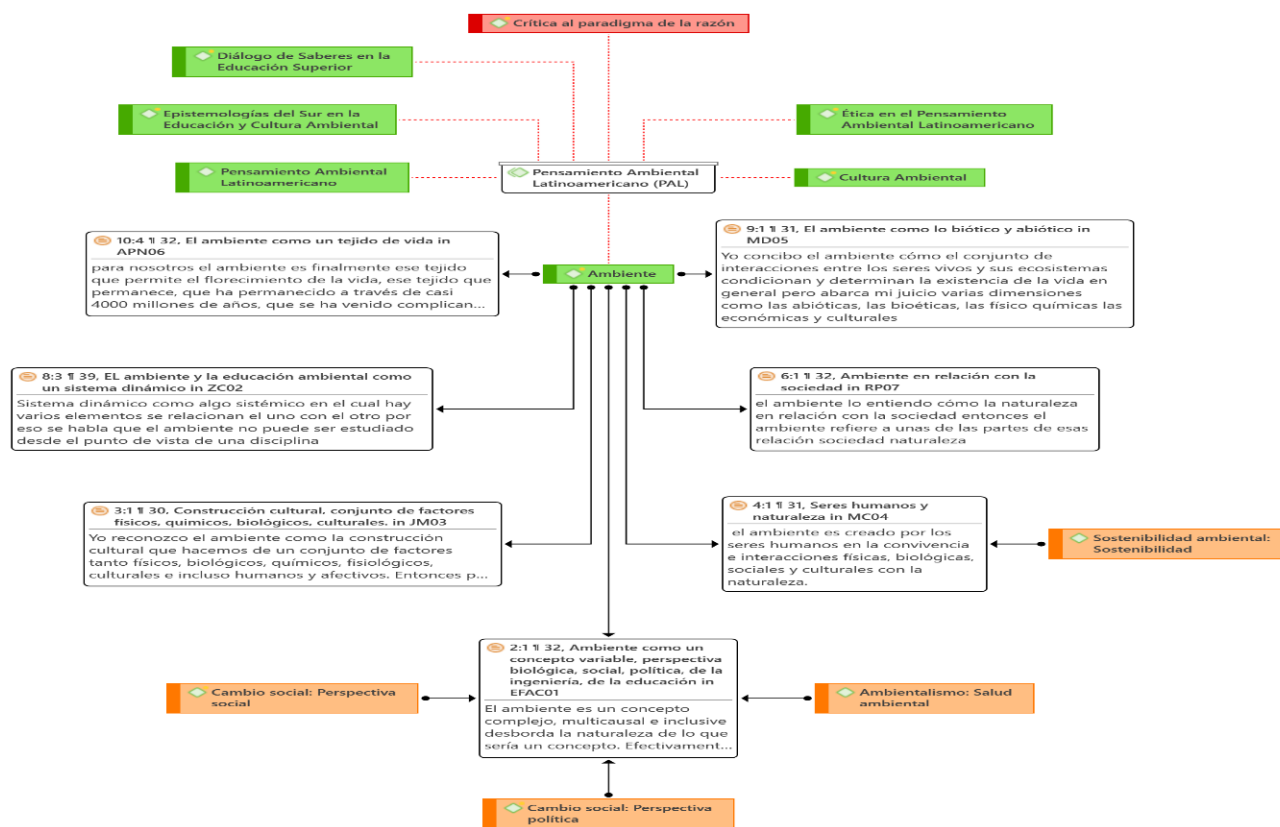 Crítica al paradigma de la razón
Diálogo de Saberes en la
Educación Superior
Epistemologías del Sur en la
Educación y Cultura Ambiental
Ética en el Pensamiento
Ambiental Latinoamericano
Pensamiento Ambiental
Latinoamericano
Pensamiento Ambiental
Latinoamericano (PAL)
Cultura Ambiental
10:4 ¶ 32, El ambiente como un tejido de vida in
APN06
para nosotros el ambiente es finalmente ese tejido
que permite el florecimiento de la vida, ese tejido que
permanece, que ha permanecido a través de casi
4000 millones de años, que se ha venido complican...
Ambiente
9:1 ¶ 31, El ambiente como lo biótico y abiótico in
MD05
Yo concibo el ambiente cómo el conjunto de
interacciones entre los seres vivos y sus ecosistemas
condicionan y determinan la existencia de la vida en
general pero abarca mi juicio varias dimensiones
como las abióticas, las bioéticas, las físico químicas las
económicas y culturales
8:3 ¶ 39, EL ambiente y la educación ambiental como
un sistema dinámico in ZC02
Sistema dinámico como algo sistémico en el cual hay
varios elementos se relacionan el uno con el otro por
eso se habla que el ambiente no puede ser estudiado
desde el punto de vista de una disciplina
6:1 ¶ 32, Ambiente en relación con la
sociedad in RP07
el ambiente lo entiendo cómo la naturaleza
en relación con la sociedad entonces el
ambiente refiere a unas de las partes de esas
relación sociedad naturaleza
3:1 ¶ 30, Construcción cultural, conjunto de factores
físicos, quimicos, biológicos, culturales. in JM03
Yo reconozco el ambiente como la construcción
cultural que hacemos de un conjunto de factores
tanto físicos, biológicos, químicos, fisiológicos,
culturales e incluso humanos y afectivos. Entonces p...
4:1 ¶ 31, Seres humanos y
naturaleza in MC04
el ambiente es creado por los
seres humanos en la convivencia
e interacciones físicas, biológicas,
sociales y culturales con la
naturaleza.
Sostenibilidad ambiental:
Sostenibilidad
2:1 ¶ 32, Ambiente como un
concepto variable, perspectiva
biológica, social, política, de la
ingeniería, de la educación in
EFAC01
El ambiente es un concepto
complejo, multicausal e inclusive
desborda la naturaleza de lo que
sería un concepto. Efectivament...
Cambio social: Perspectiva
social
Ambientalismo: Salud
ambiental
Cambio social: Perspectiva
política